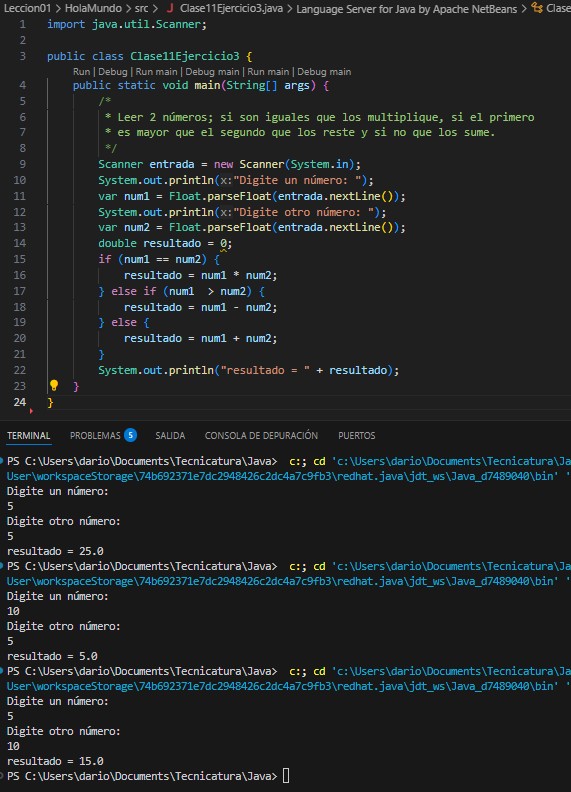 Leccion01 > HolaMundo > src > J Clase11Ejercicio3.java > Language Server for Java by Apache NetBeans > Clase
1 import java.util.Scanner;
2
3 public class Clase11Ejercicio3 {
Run | Debug | Run main | Debug main | Run main | Debug main
4 public static void main(String[] args) {
5 /*
6 * Leer 2 números; si son iguales que los multiplique, si el primero
7 * es mayor que el segundo que los reste y si no que los sume.
8 */
9 Scanner entrada = new Scanner(System.in);
10 System.out.println(x:"Digite un número: ");
11 var num1 = Float.parseFloat(entrada.nextLine());
12 System.out.println(x:"Digite otro número: ");
13 var num2 = Float.parseFloat(entrada.nextLine());
14 double resultado = 0;
15 if (num1 == num2) {
16 resultado = num1 * num2;
17 } else if (num1  > num2) {
18 resultado = num1 - num2;
19 } else {
20 resultado = num1 + num2;
21 }
22 System.out.println("resultado = " + resultado);
23 }
24 }
TERMINAL PROBLEMAS 5 SALIDA CONSOLA DE DEPURACIÓN PUERTOS
PS C:\Users\dario\Documents\Tecnicatura\Java>  c:; cd 'c:\Users\dario\Documents\Tecnicatura\Ja
User\workspaceStorage\74b692371e7dc2948426c2dc4a7c9fb3\redhat.java\jdt_ws\Java_d7489040\bin' '
Digite un número:
5
Digite otro número:
5
resultado = 25.0
PS C:\Users\dario\Documents\Tecnicatura\Java>  c:; cd 'c:\Users\dario\Documents\Tecnicatura\Ja
User\workspaceStorage\74b692371e7dc2948426c2dc4a7c9fb3\redhat.java\jdt_ws\Java_d7489040\bin' '
Digite un número:
10
Digite otro número:
5
resultado = 5.0
PS C:\Users\dario\Documents\Tecnicatura\Java>  c:; cd 'c:\Users\dario\Documents\Tecnicatura\Ja
User\workspaceStorage\74b692371e7dc2948426c2dc4a7c9fb3\redhat.java\jdt_ws\Java_d7489040\bin' '
Digite un número:
5
Digite otro número:
10
resultado = 15.0
PS C:\Users\dario\Documents\Tecnicatura\Java>